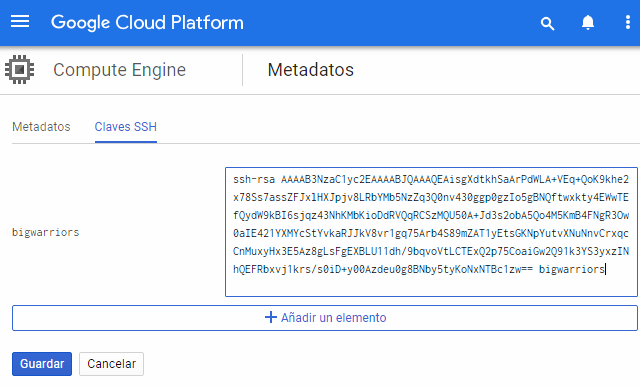 Google Cloud Platform
Compute Engine
Metadatos
Metadatos
Claves SSH
bigwarriors
ssh-rsa AAAAB3NzaC1yc2EAAAABJQAAAQEAisgXdtkhSaArPdWLA+VEq+QoK9khe2
x78Ss7assZFJx1HXJpjv8LRbYMb5NzZq3Q0nv430ggp0gzIo5gBNQftwxkty4EWwTE
fQydW9kBI6sjqz43NhKMbKioDdRVQqRCSzMQU50A+Jd3s2obA5Qo4M5KmB4FNgR3Ow
0aIE421YXMYcStYvkaRJJkV8vr1gq75Arb4S89mZAT1yEtsGKNpYutvXNuNnvCrxqc
CnMuxyHx3E5Az8gLsFgEXBLU11dh/9bqvoVtLCTExQ2p75CoaiGw2Q91k3YS3yxzIN
hQEFRbxvj1krs/s0iD+y00Azdeu0g8BNby5tyKoNxNTBc1zw== bigwarriors
Añadir un elemento
Guardar
Cancelar